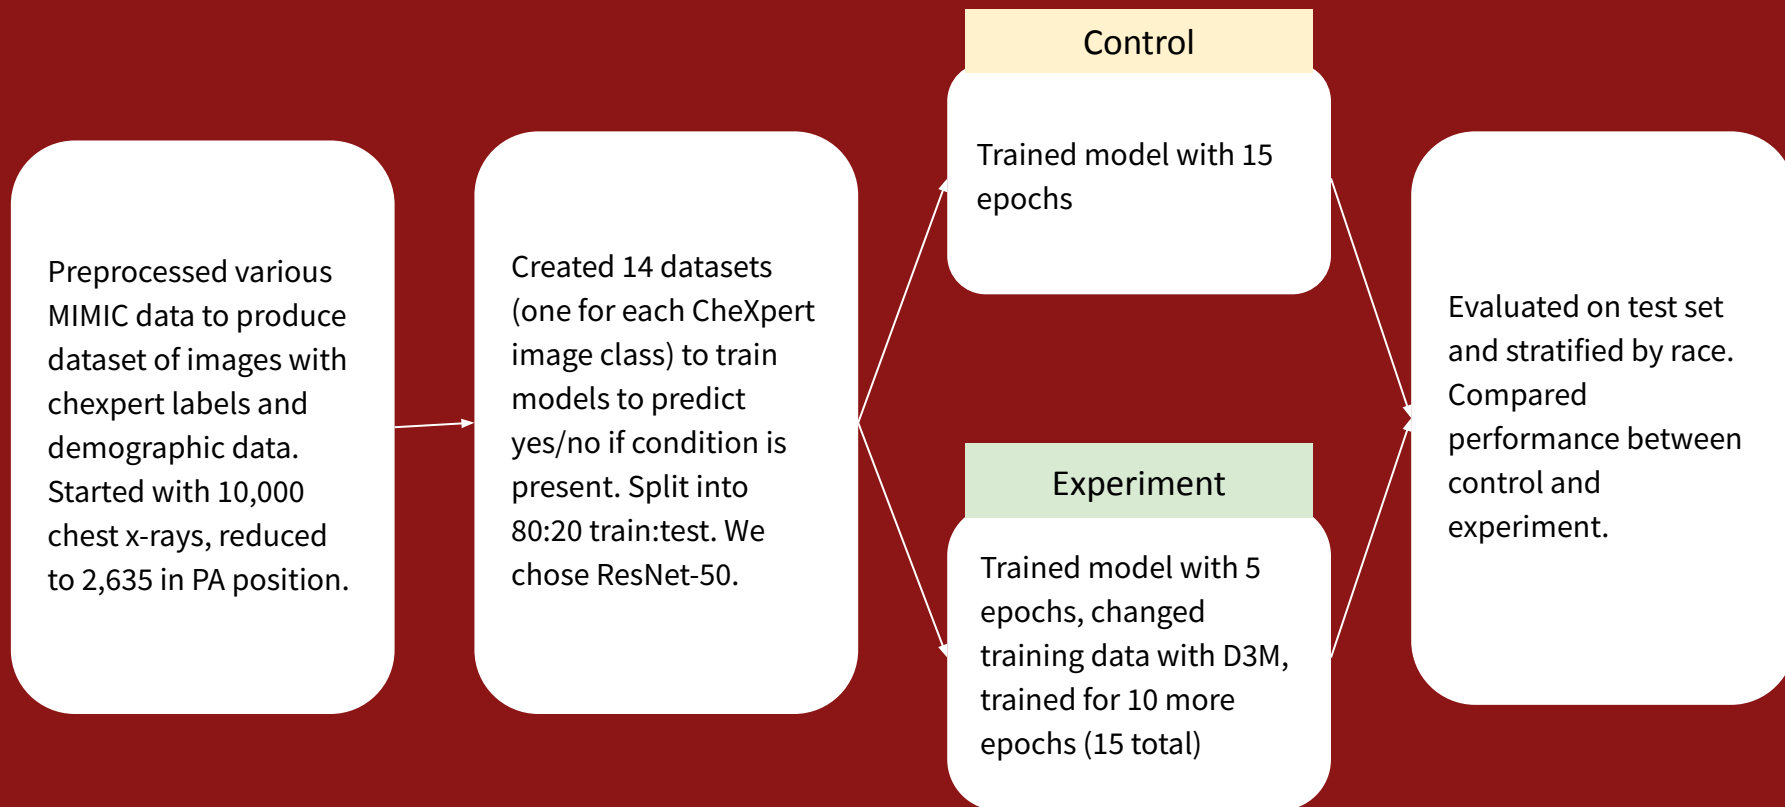 Preprocessed various
MIMIC data to produce
dataset of images with
chexpert labels and
demographic data.
Started with 10,000
chest x-rays, reduced
to 2,635 in PA position.
Created 14 datasets
(one for each CheXpert
image class) to train
models to predict
yes/no if condition is
present. Split into
80:20 train:test. We
chose ResNet-50.
Control
Trained model with 15
epochs
Experiment
Trained model with 5
epochs, changed
training data with D3M,
trained for 10 more
epochs (15 total)
Evaluated on test set
and stratified by race.
Compared
performance between
control and
experiment.